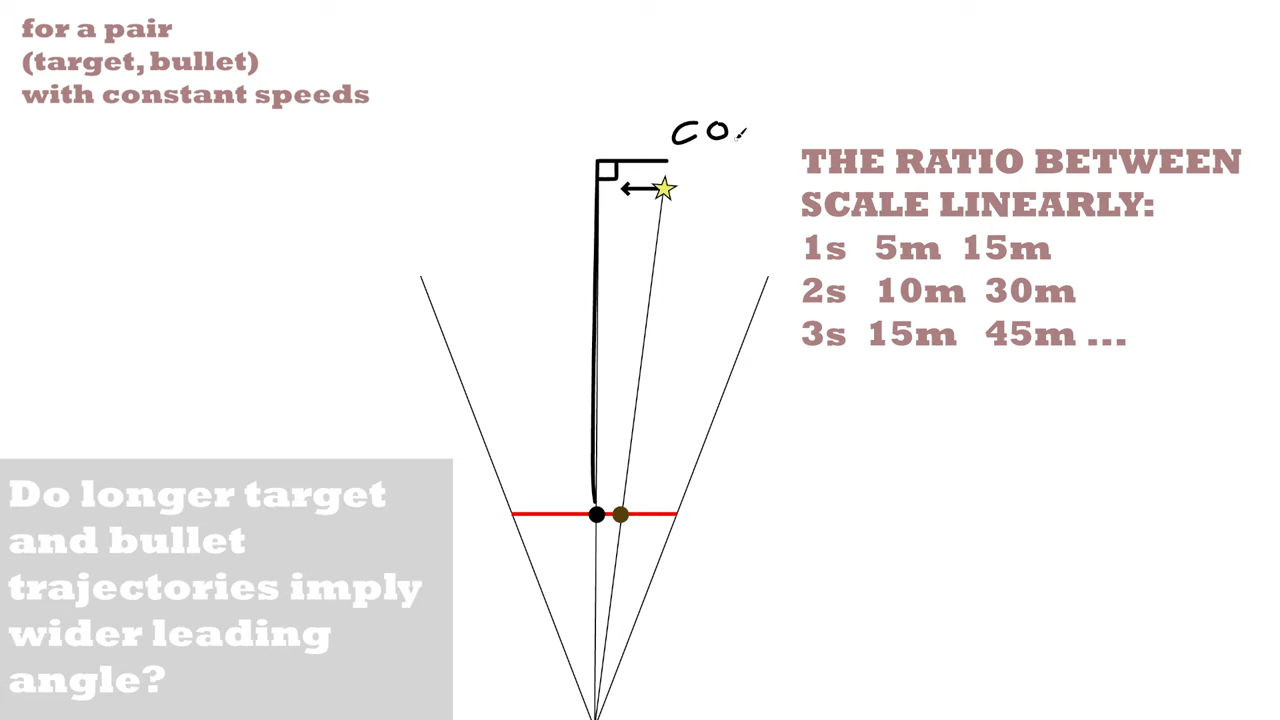 for a pair
(target, bullet)
with constant speeds
CO
THE RATIO BETWEEN
SCALE LINEARLY:
1s 5m 15m
2s 10m 30m
3s 15m 45m ...
Do longer target
and bullet
trajectories imply
wider leading
angle?